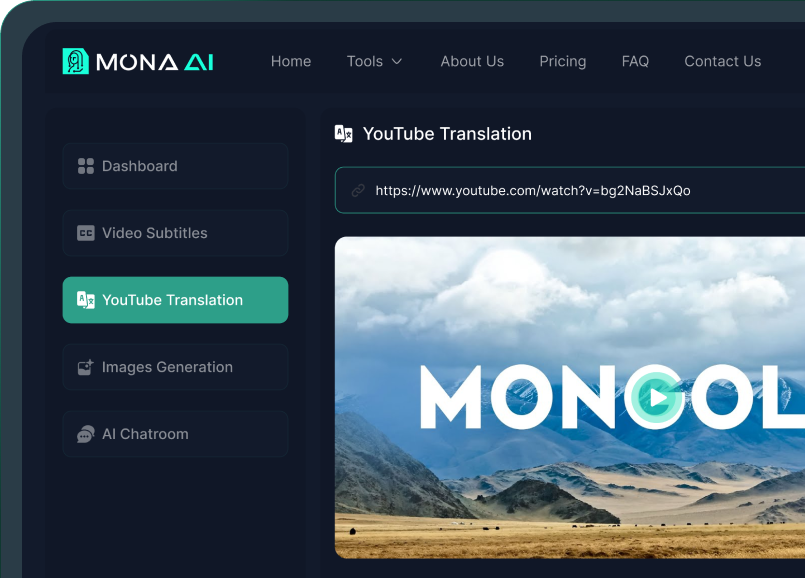 MONA AI
Home
Tools
About Us
Pricing
FAQ
Contact Us
Dashboard
CC
Video Subtitles
YouTube Translation
Images Generation
AI Chatroom
YouTube Translation
https://www.youtube.com/watch?v=bg2NaBSJxQo
MONGOL